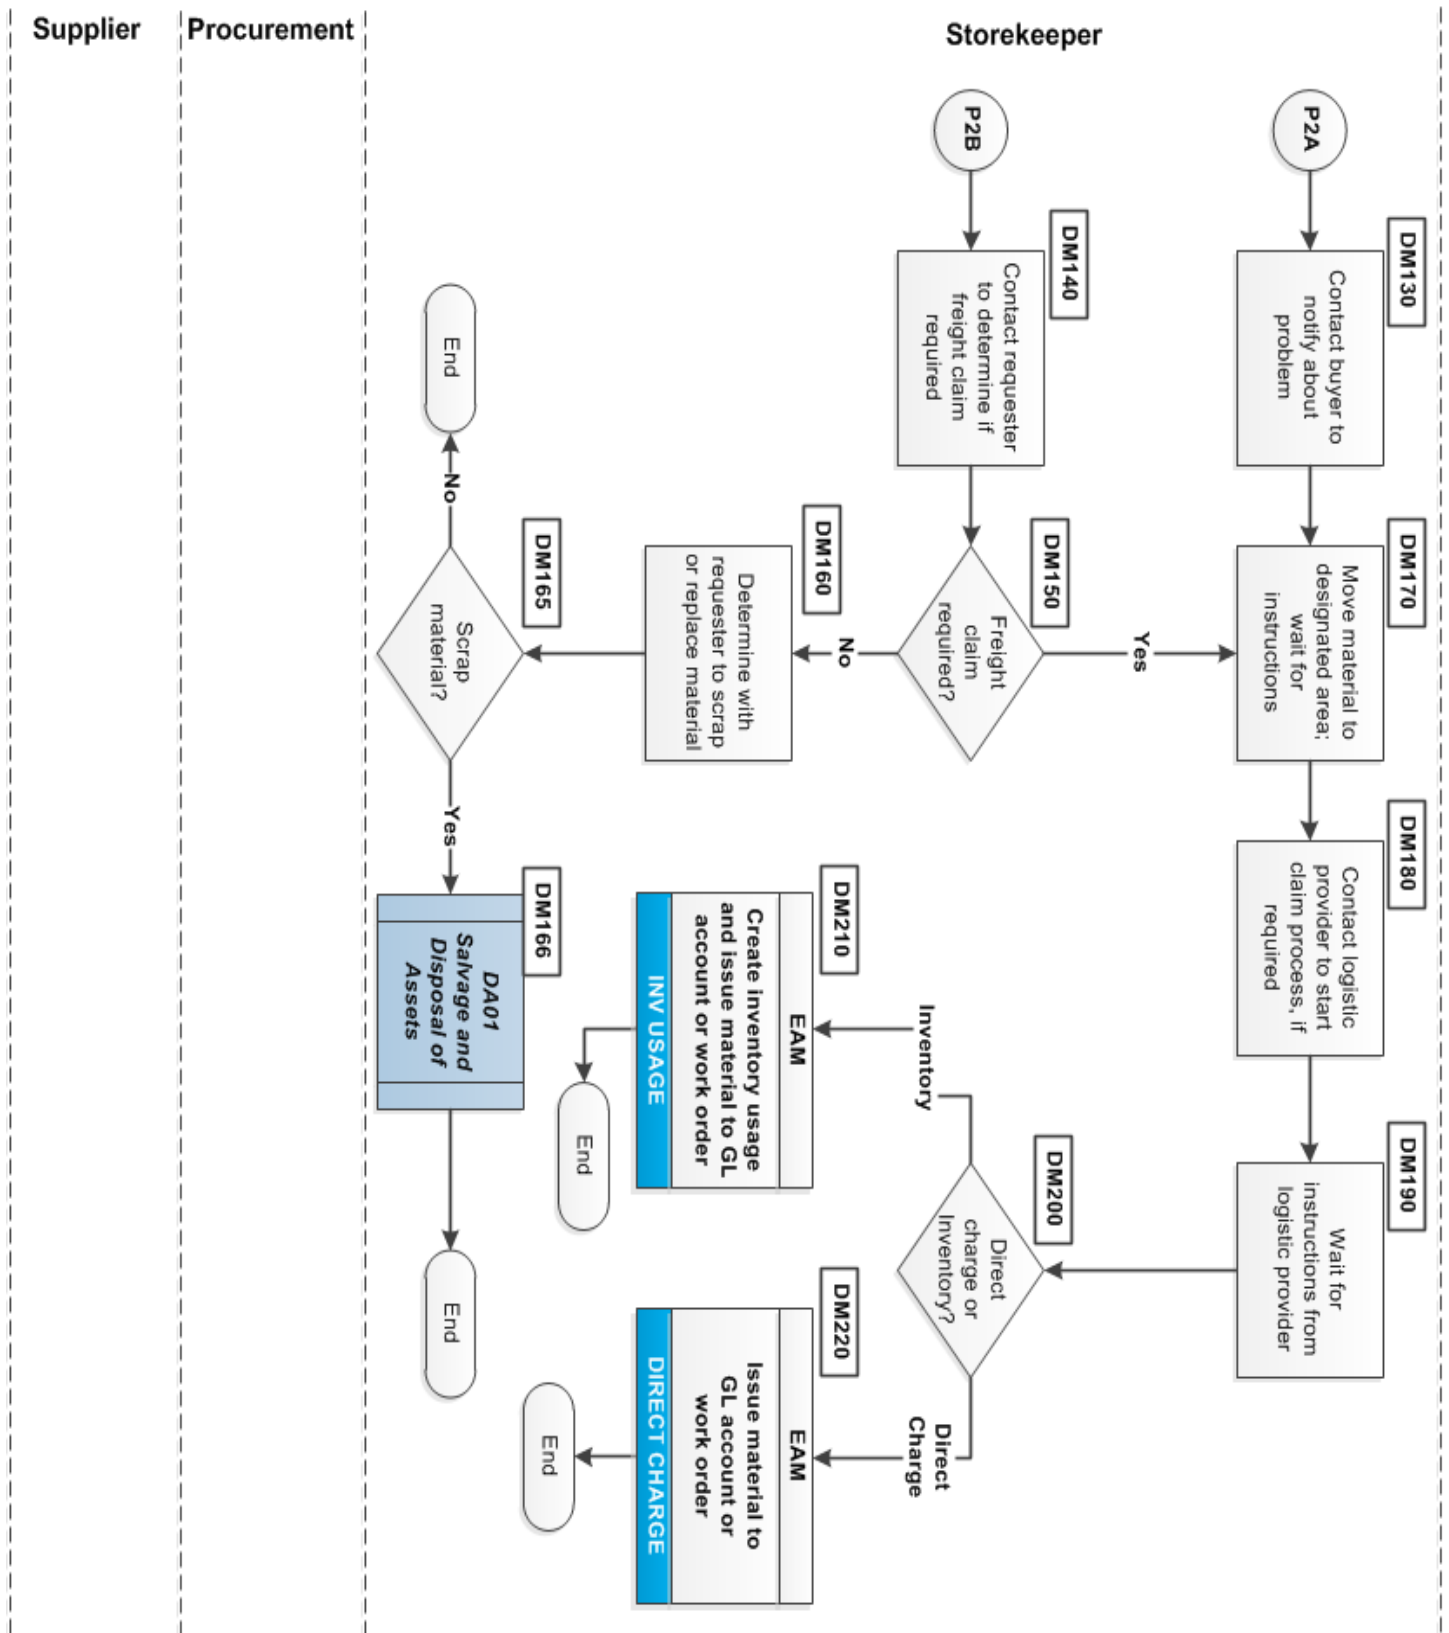 Supplier
Procurement
Storekeeper
P2A
DM130
Contact buyer to
notify about
problem
DM170
Move material to
designated area;
wait for
instructions
DM180
Contact logistic
provider to start
claim process, if
required
DM190
Wait for
instructions from
logistic provider
P2B
DM140
Contact requester
to determine if
freight claim
required
DM150
Freight
claim
required?
Yes
No
DM160
Determine with
requester to scrap
or replace material
DM165
Scrap
material?
No
End
Yes
DM166
DA01
Salvage and
Disposal of
Assets
End
DM200
Direct
charge or
Inventory?
Inventory
DM210
EAM
Create inventory usage
and issue material to GL
account or work order
INV USAGE
End
Direct
Charge
DM220
EAM
Issue material to
GL account or
work order
DIRECT CHARGE
End